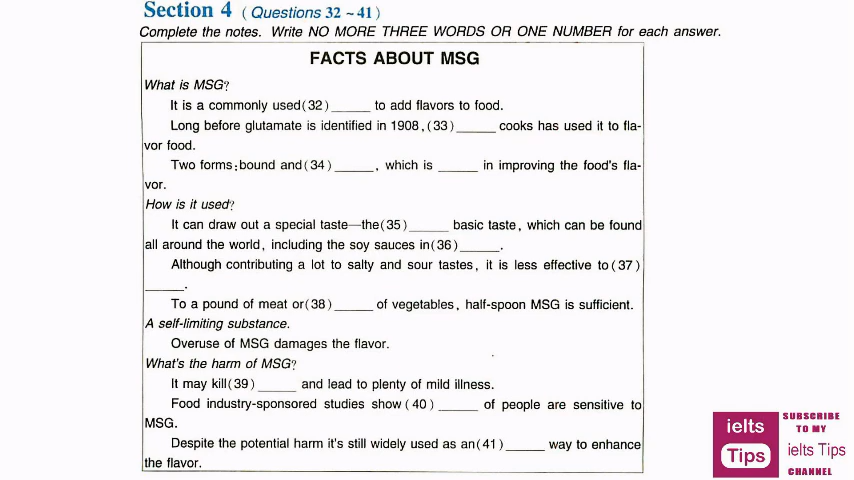 Section 4 ( Questions 32 ~ 41 )
Complete the notes. Write NO MORE THREE WORDS OR ONE NUMBER for each answer.
FACTS ABOUT MSG
What is MSG?
It is a commonly used(32)_____ to add flavors to food.
Long before glutamate is identified in 1908,(33)_____ cooks has used it to fla-
vor food.
Two forms:bound and(34)_____, which is _____ in improving the food's fla-
vor.
How is it used?
It can draw out a special taste—the(35)_____ basic taste, which can be found
all around the world, including the soy sauces in(36)_____.
Although contributing a lot to salty and sour tastes, it is less effective to(37)
_____.
To a pound of meat or(38)_____ of vegetables, half-spoon MSG is sufficient.
A self-limiting substance.
Overuse of MSG damages the flavor.
What's the harm of MSG?
It may kill(39)_____ and lead to plenty of mild illness.
Food industry-sponsored studies show(40)_____ of people are sensitive to
MSG.
Despite the potential harm it's still widely used as an(41)_____ way to enhance
the flavor.
ielts
Tips
SUBSCRIBE
TO MY
ielts Tips
CHANNEL